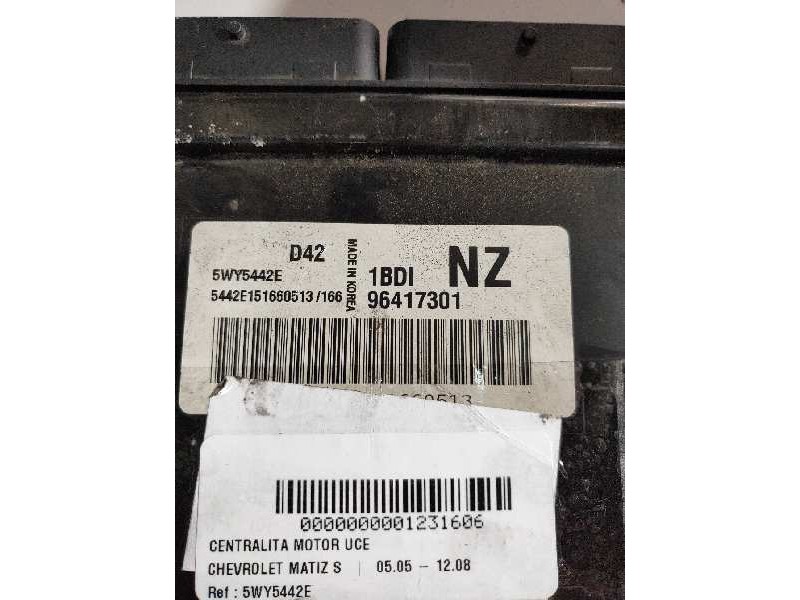 D42
MADE IN KOREA
5WY5442E
1BDI
NZ
5442E151660513 /166
96417301
660513
0000000001231606
CENTRALITA MOTOR UCE
CHEVROLET MATIZ S | 05.05 - 12.08
Ref : 5WY5442E